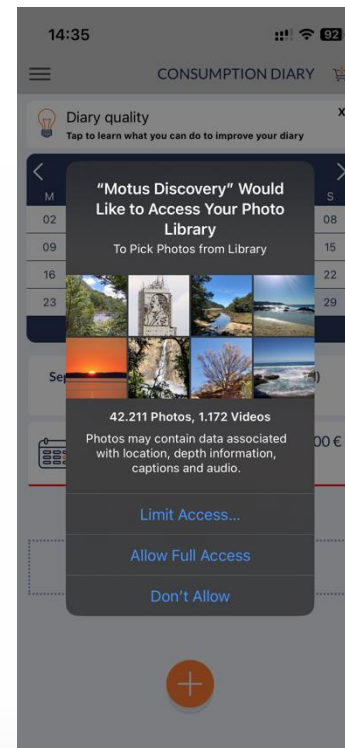 14:35
92
CONSUMPTION DIARY
Diary quality
x
Tap to learn what you can do to improve your diary
M
S
“Motus Discovery” Would
Like to Access Your Photo
Library
To Pick Photos from Library
02
08
09
15
16
22
23
29
42.211 Photos, 1.172 Videos
Photos may contain data associated
with location, depth information,
captions and audio.
00 €
Limit Access...
Allow Full Access
Don’t Allow